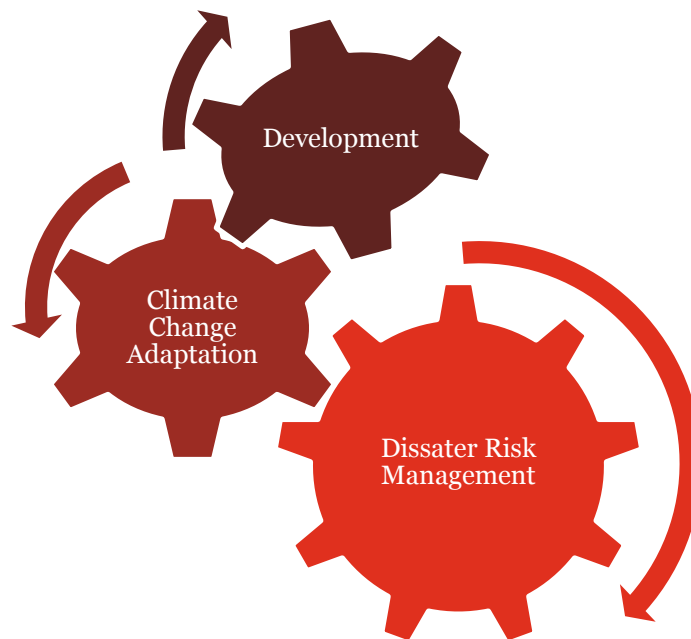 Development
Climate
Change
Adaptation
Dissater Risk
Management